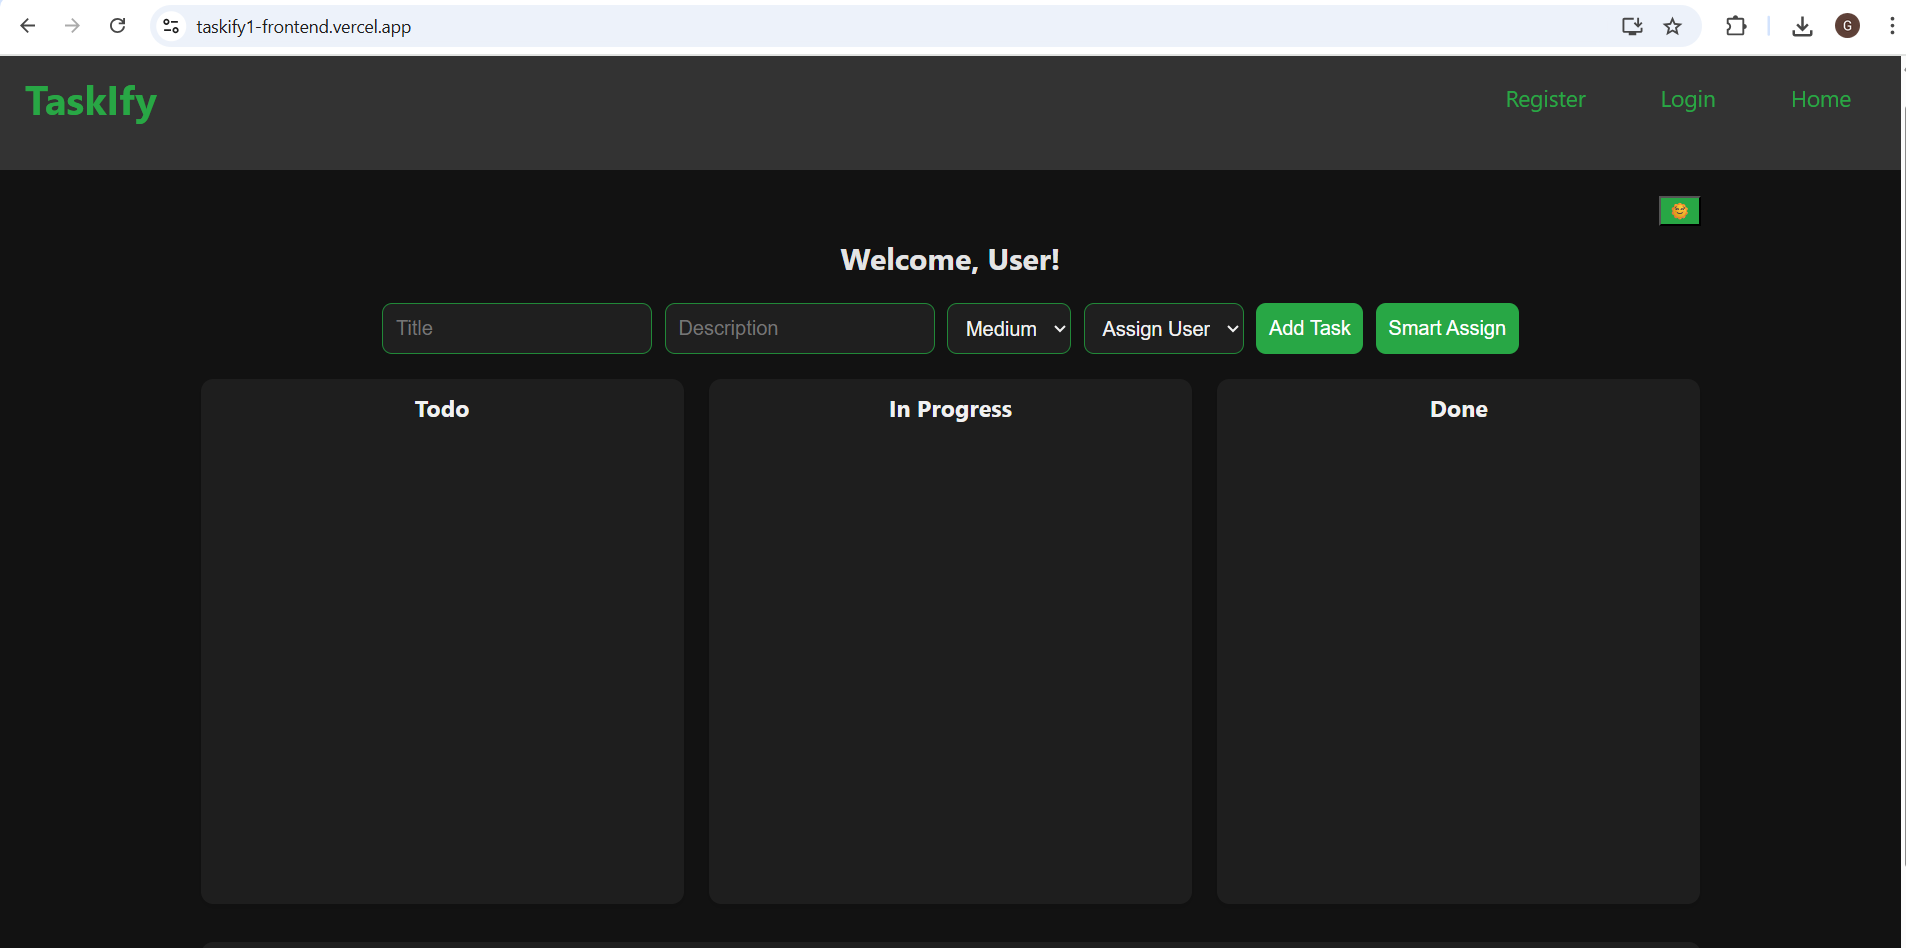 taskify1-frontend.vercel.app
G
TaskIfy
Register
Login
Home
Welcome, User!
Title
Description
Medium
Assign User
Add Task
Smart Assign
Todo
In Progress
Done